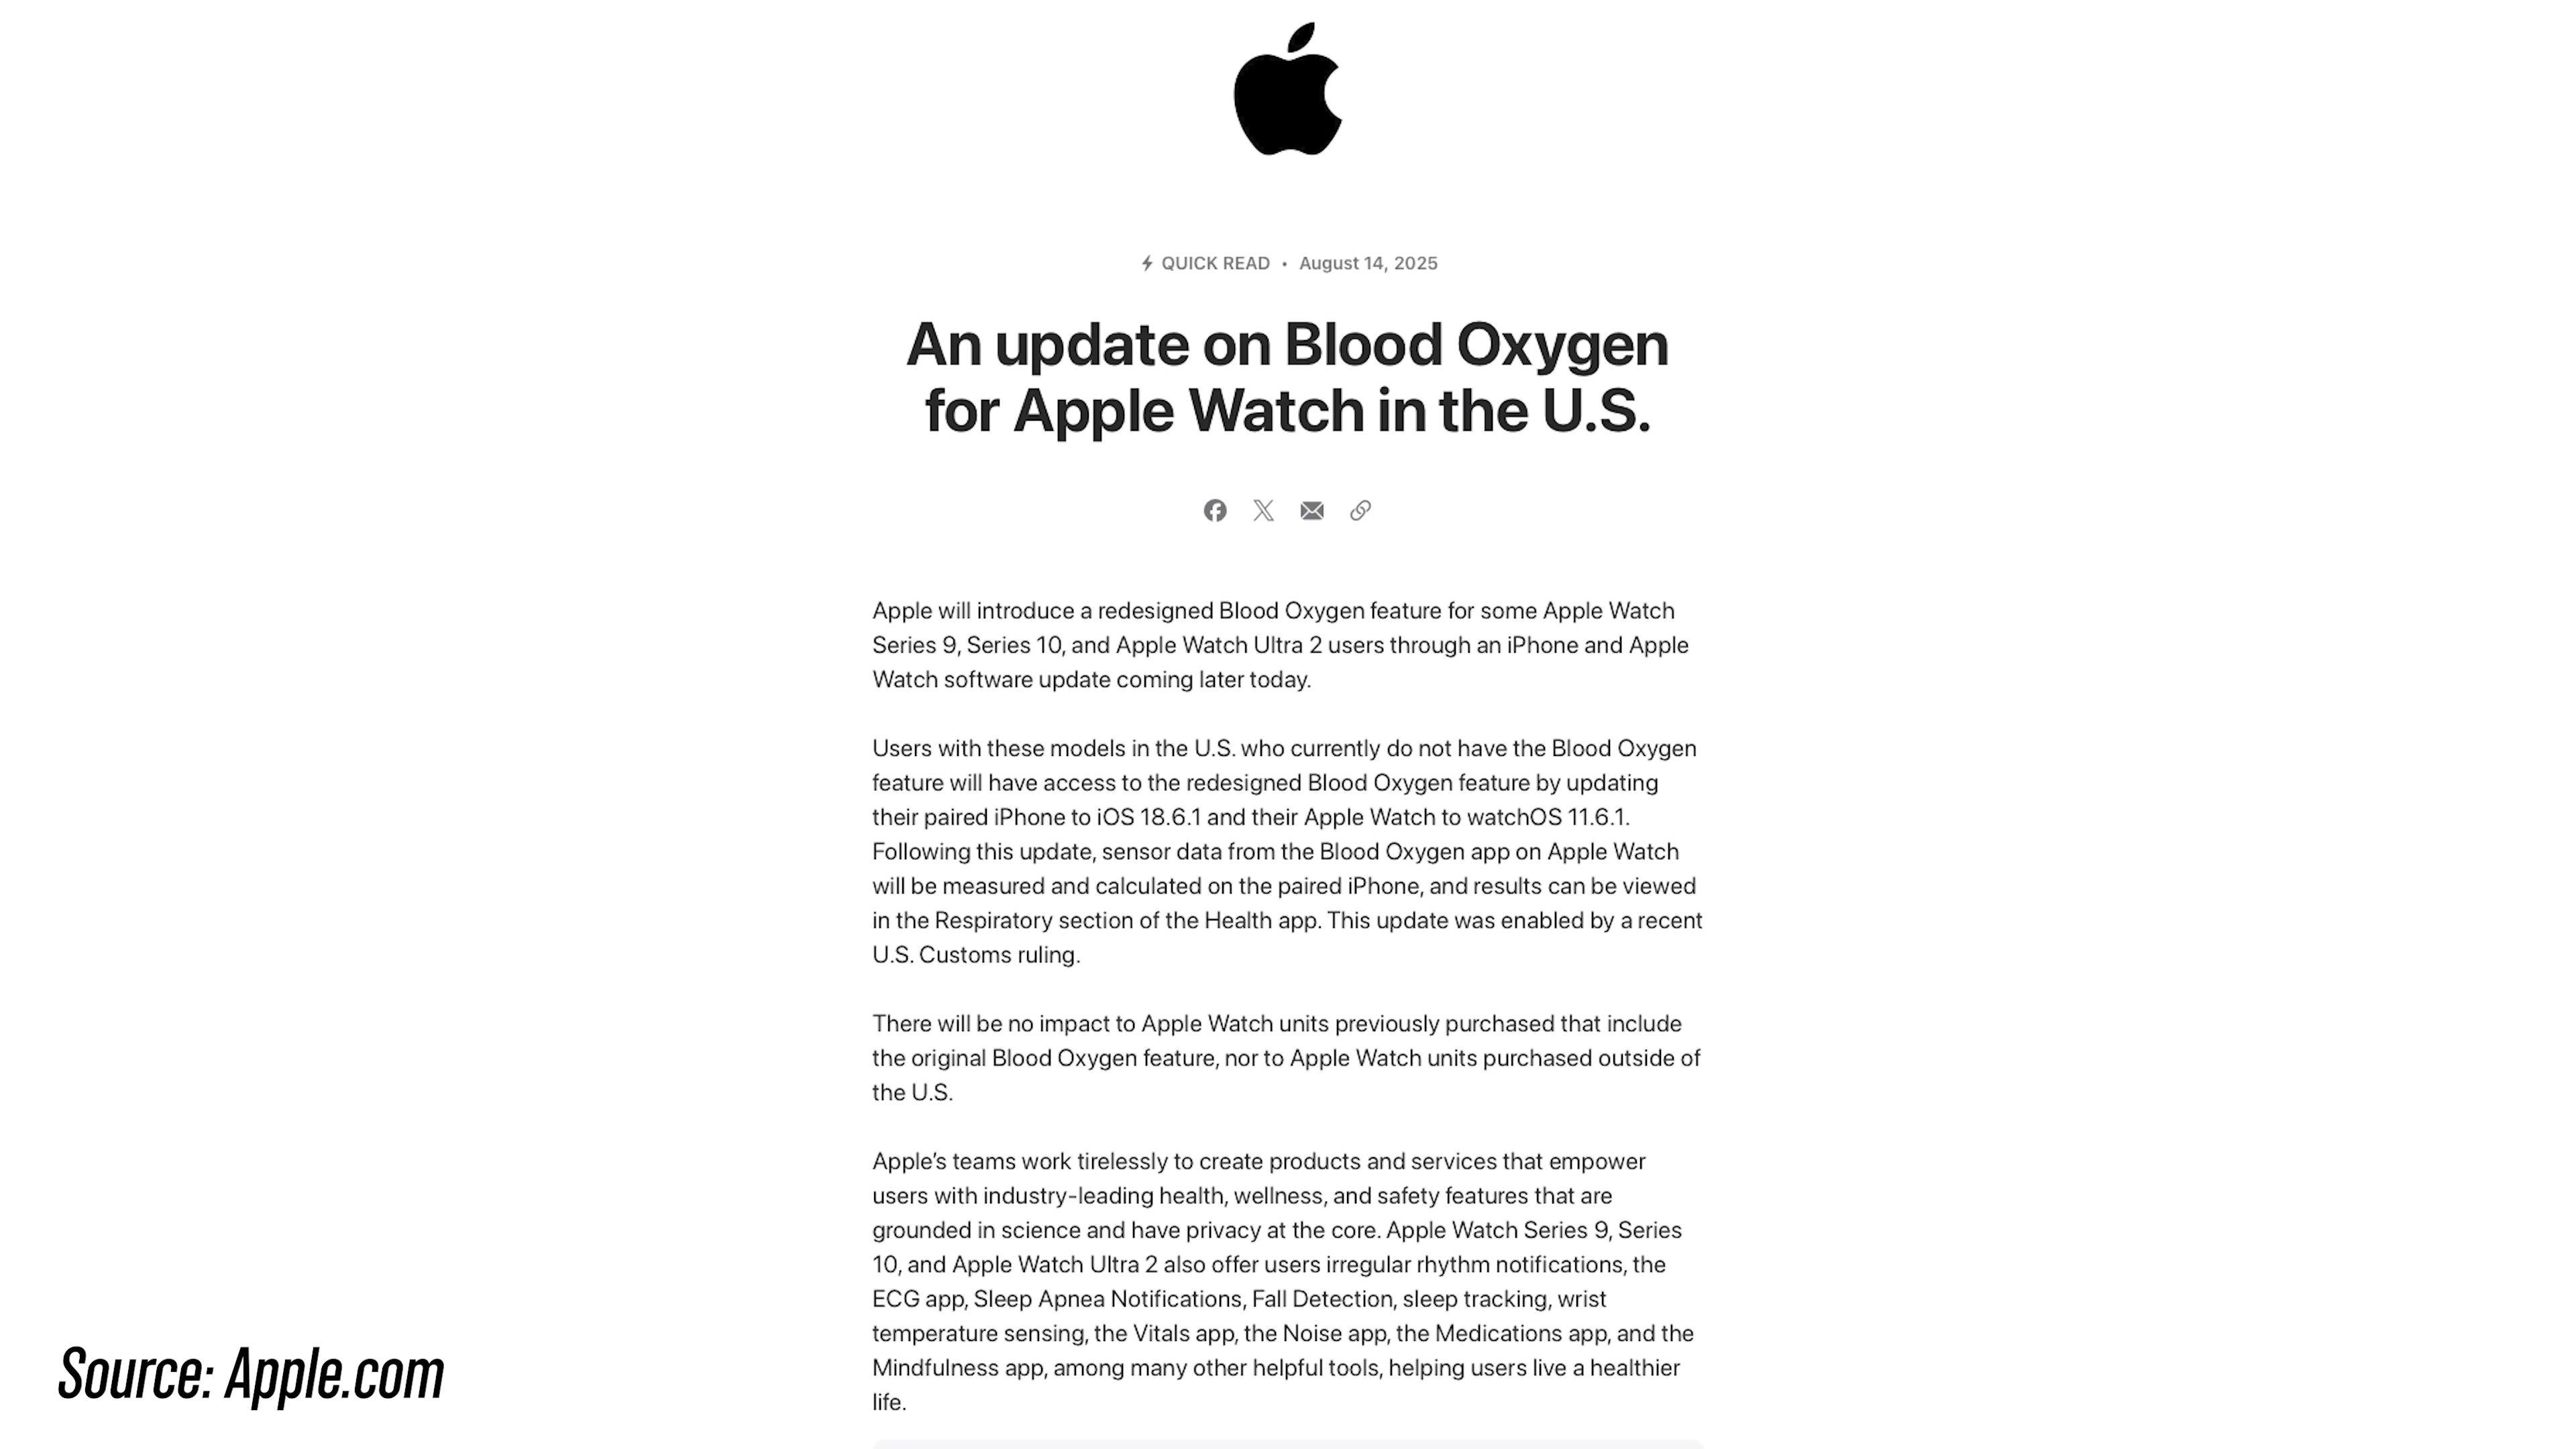 QUICK READ • August 14, 2025
An update on Blood Oxygen
for Apple Watch in the U.S.
Apple will introduce a redesigned Blood Oxygen feature for some Apple Watch
Series 9, Series 10, and Apple Watch Ultra 2 users through an iPhone and Apple
Watch software update coming later today.
Users with these models in the U.S. who currently do not have the Blood Oxygen
feature will have access to the redesigned Blood Oxygen feature by updating
their paired iPhone to iOS 18.6.1 and their Apple Watch to watchOS 11.6.1.
Following this update, sensor data from the Blood Oxygen app on Apple Watch
will be measured and calculated on the paired iPhone, and results can be viewed
in the Respiratory section of the Health app. This update was enabled by a recent
U.S. Customs ruling.
There will be no impact to Apple Watch units previously purchased that include
the original Blood Oxygen feature, nor to Apple Watch units purchased outside of
the U.S.
Apple’s teams work tirelessly to create products and services that empower
users with industry-leading health, wellness, and safety features that are
grounded in science and have privacy at the core. Apple Watch Series 9, Series
10, and Apple Watch Ultra 2 also offer users irregular rhythm notifications, the
ECG app, Sleep Apnea Notifications, Fall Detection, sleep tracking, wrist
temperature sensing, the Vitals app, the Noise app, the Medications app, and the
Mindfulness app, among many other helpful tools, helping users live a healthier
life.
Source: Apple.com